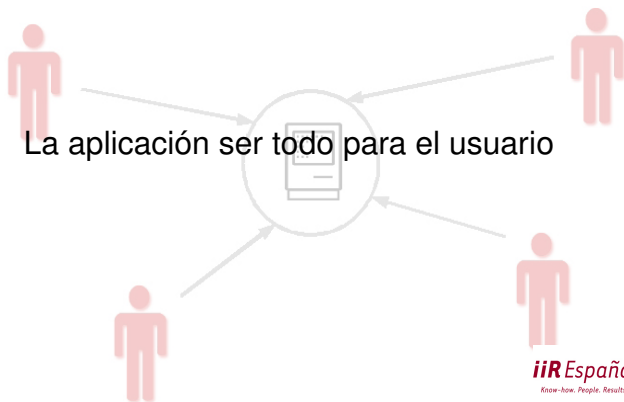 La aplicación ser todo para el usuario
iiR España
Know-how. People. Results